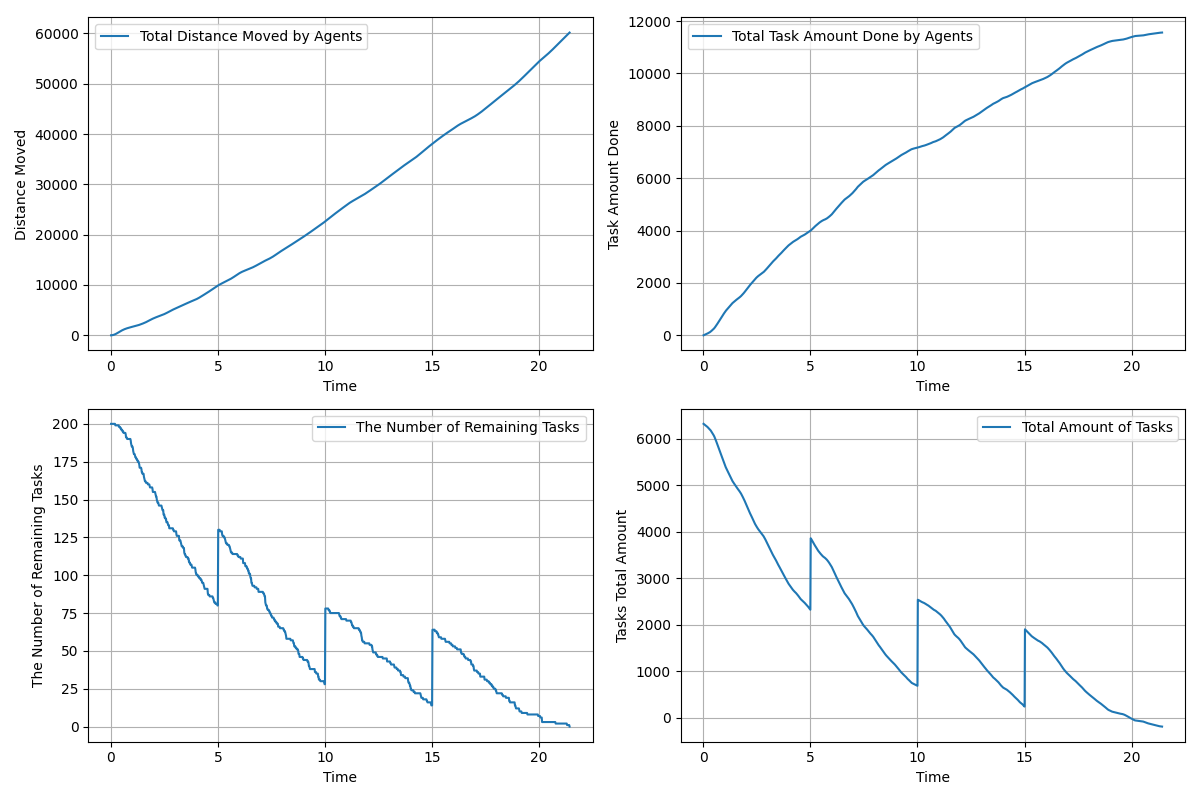 Total Distance Moved by Agents
Distance Moved
60000
50000
40000
30000
20000
10000
0
0 5 10 15 20
Time
Total Task Amount Done by Agents
Task Amount Done
12000
10000
8000
6000
4000
2000
0
0 5 10 15 20
Time
The Number of Remaining Tasks
The Number of Remaining Tasks
200
175
150
125
100
75
50
25
0
0 5 10 15 20
Time
Total Amount of Tasks
Tasks Total Amount
6000
5000
4000
3000
2000
1000
0
0 5 10 15 20
Time